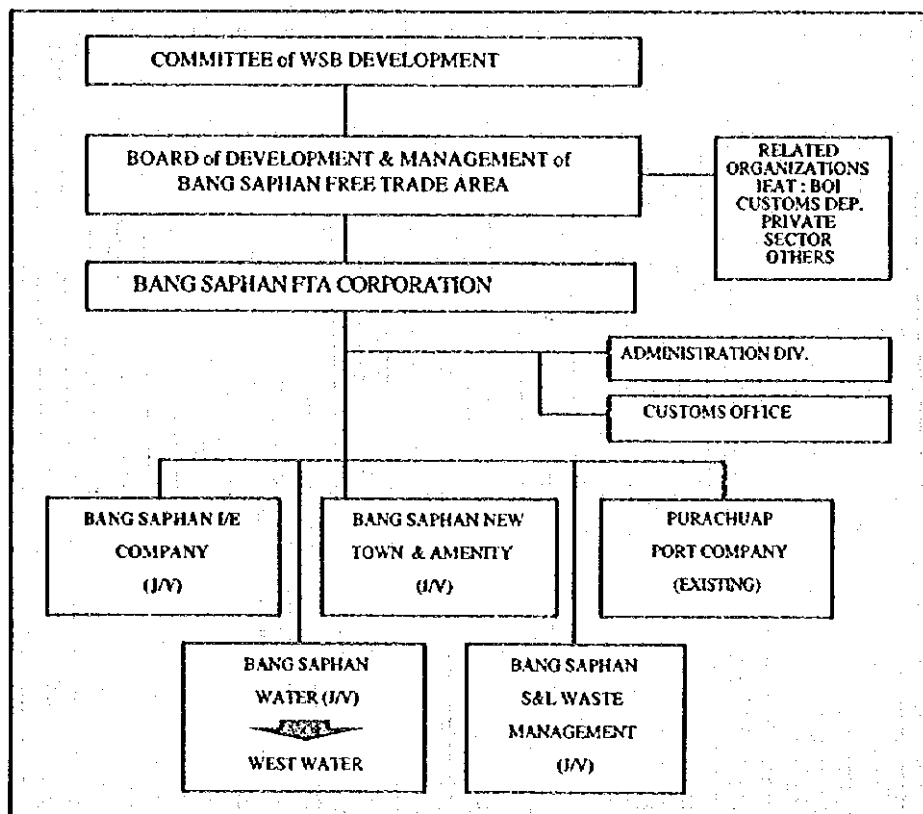 COMMITTEE of WSB DEVELOPMENT
BOARD of DEVELOPMENT & MANAGEMENT of
BANG SAPHAN FREE TRADE AREA
RELATED
ORGANIZATIONS
IEAT : BOI
CUSTOMS DEP.
PRIVATE
SECTOR
OTHERS
BANG SAPHAN FTA CORPORATION
ADMINISTRATION DIV.
CUSTOMS OFFICE
BANG SAPHAN I/E
COMPANY
(J/V)
BANG SAPHAN NEW
TOWN & AMENITY
(J/V)
PURACHUAP
PORT COMPANY
(EXISTING)
BANG SAPHAN
WATER (J/V)
WEST WATER
BANG SAPHAN
S&L WASTE
MANAGEMENT
(J/V)